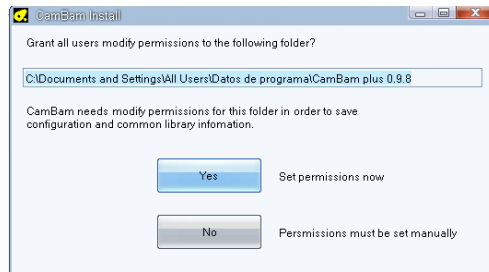 CamBam Install
Grant all users modify permissions to the following folder?
C:\Documents and Settings\All Users\Datos de programa\CamBam plus 0.9.8
CamBam needs modify permissions for this folder in order to save
configuration and common library infomation.
Yes
Set permissions now
No
Persmissions must be set manually